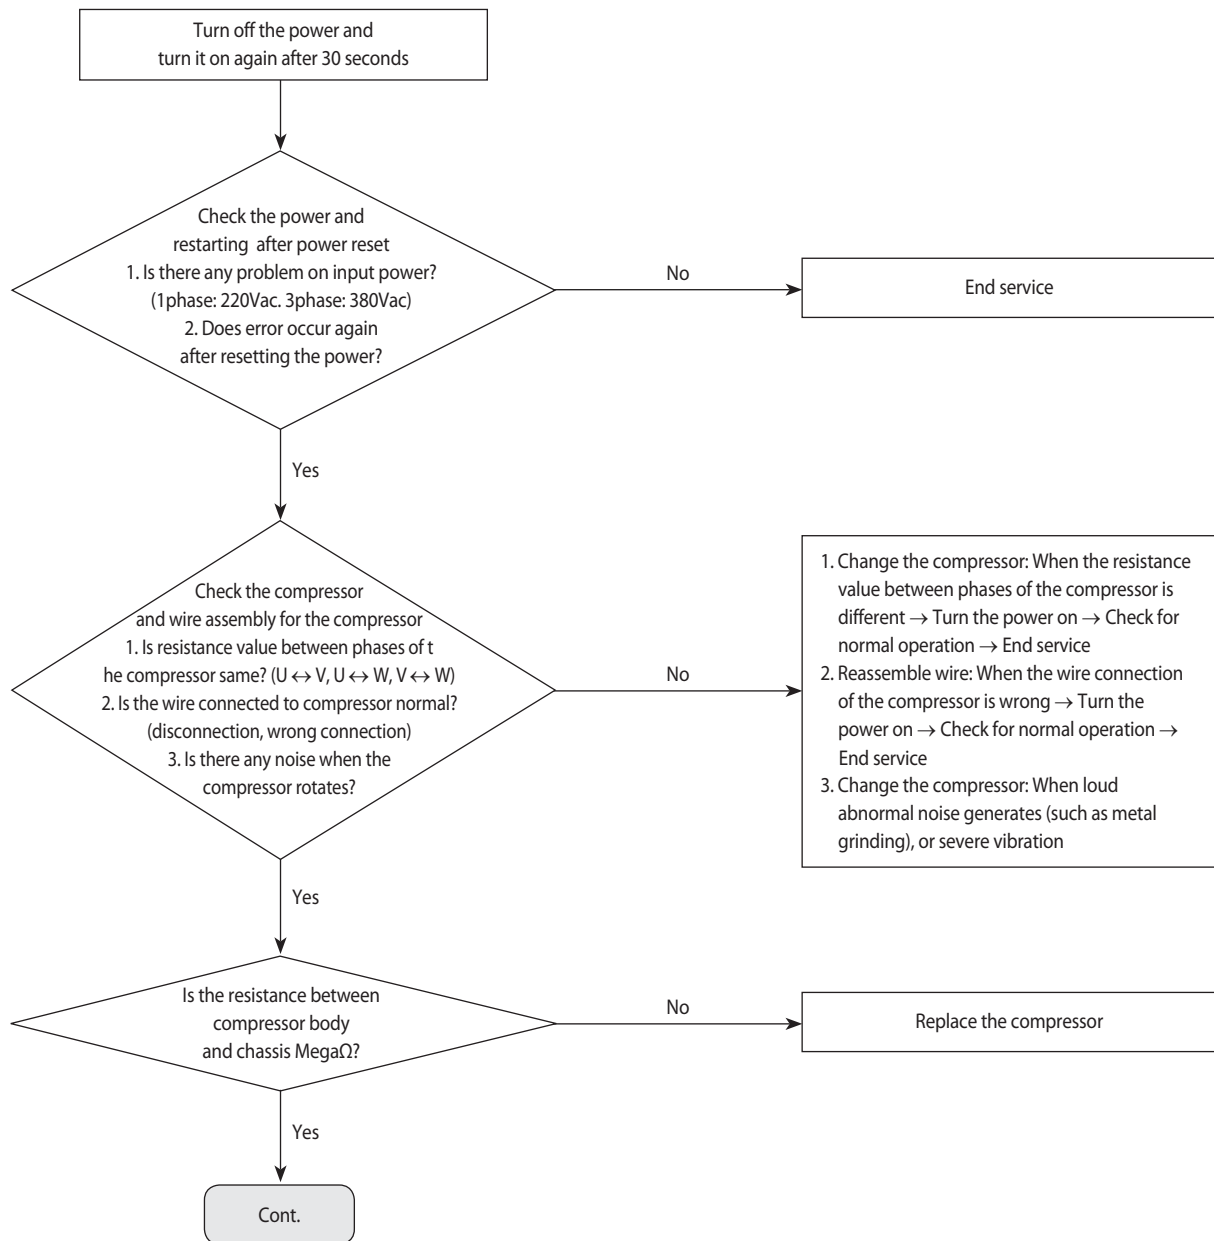 Turn off the power and
turn it on again after 30 seconds
Check the power and
restarting after power reset
1. Is there any problem on input power?
(1phase: 220Vac. 3phase: 380Vac)
2. Does error occur again
after resetting the power?
No
End service
Yes
Check the compressor
and wire assembly for the compressor
1. Is resistance value between phases of t
he compressor same? (U ↔ V, U ↔ W, V ↔ W)
2. Is the wire connected to compressor normal?
(disconnection, wrong connection)
3. Is there any noise when the
compressor rotates?
No
1. Change the compressor: When the resistance
value between phases of the compressor is
different → Turn the power on → Check for
normal operation → End service
2. Reassemble wire: When the wire connection
of the compressor is wrong → Turn the
power on → Check for normal operation →
End service
3. Change the compressor: When loud
abnormal noise generates (such as metal
grinding), or severe vibration
Yes
Is the resistance between
compressor body
and chassis MegaΩ?
No
Replace the compressor
Yes
Cont.